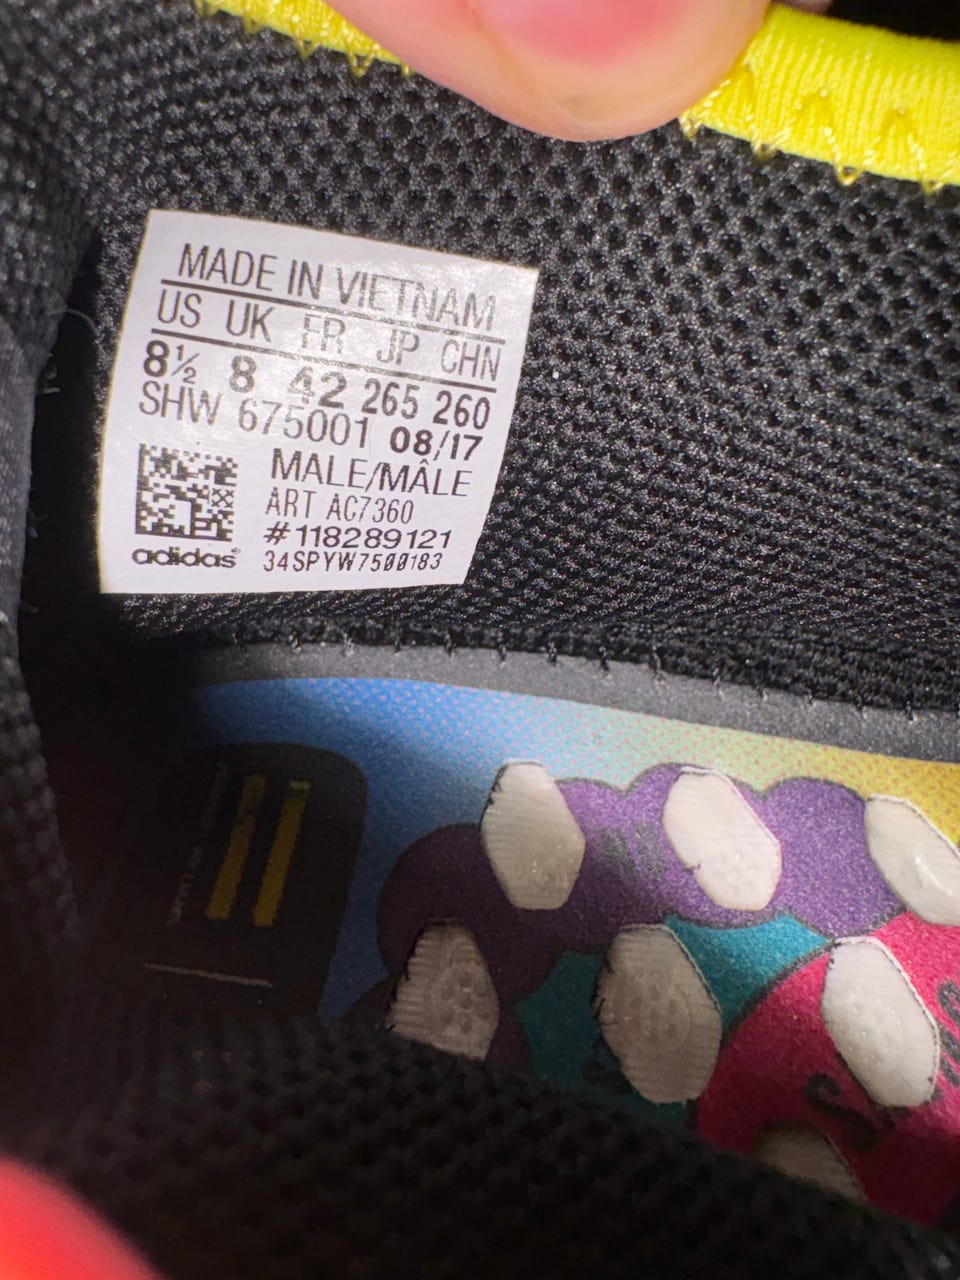 MADE IN VIETNAM
US UK FR JP CHN
8½ 8 42 265 260
SHW 675001 08/17
MALE/MÂLE
ART AC7360
#118289121
adidas® 34SPYW7500183